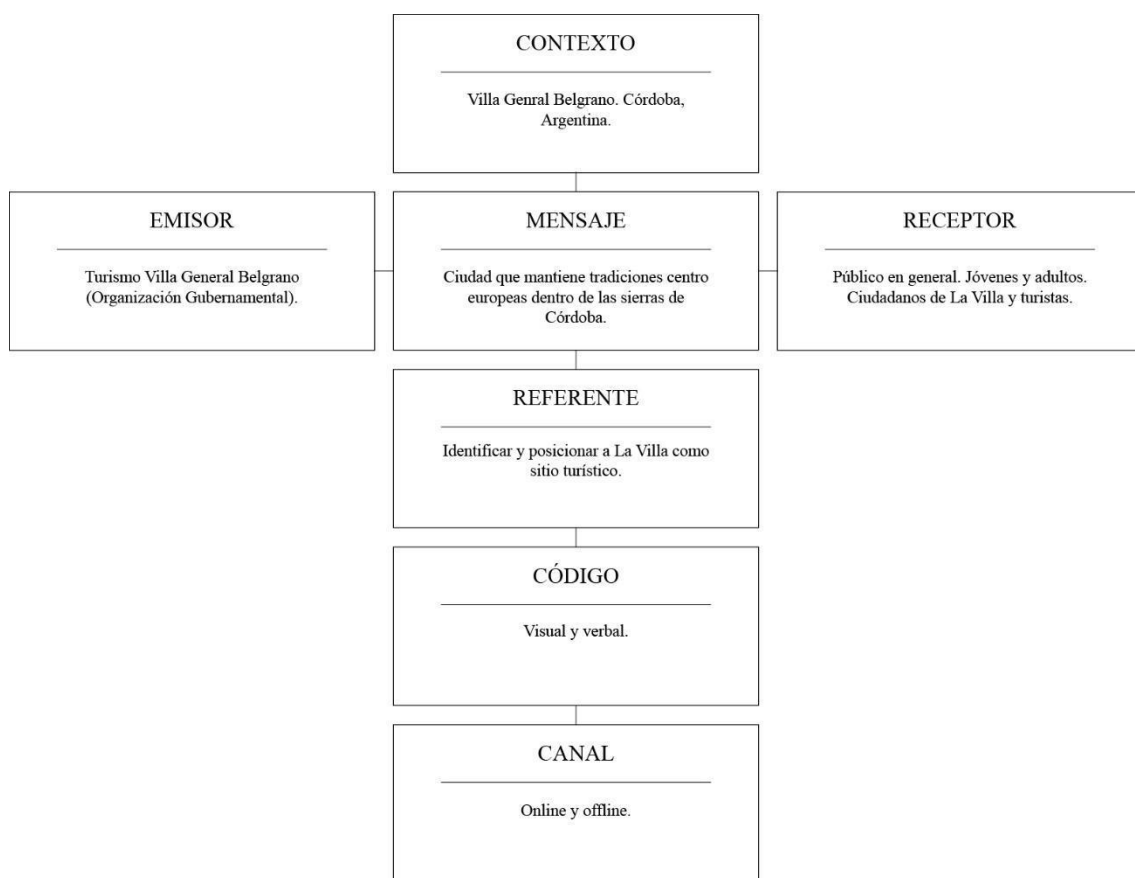 CONTEXTO
Villa Genral Belgrano. Córdoba,
Argentina.
EMISOR
Turismo Villa General Belgrano
(Organización Gubernamental).
MENSAJE
Ciudad que mantiene tradiciones centro
europeas dentro de las sierras de
Córdoba.
RECEPTOR
Público en general. Jóvenes y adultos.
Ciudadanos de La Villa y turistas.
REFERENTE
Identificar y posicionar a La Villa como
sitio turístico.
CÓDIGO
Visual y verbal.
CANAL
Online y offline.